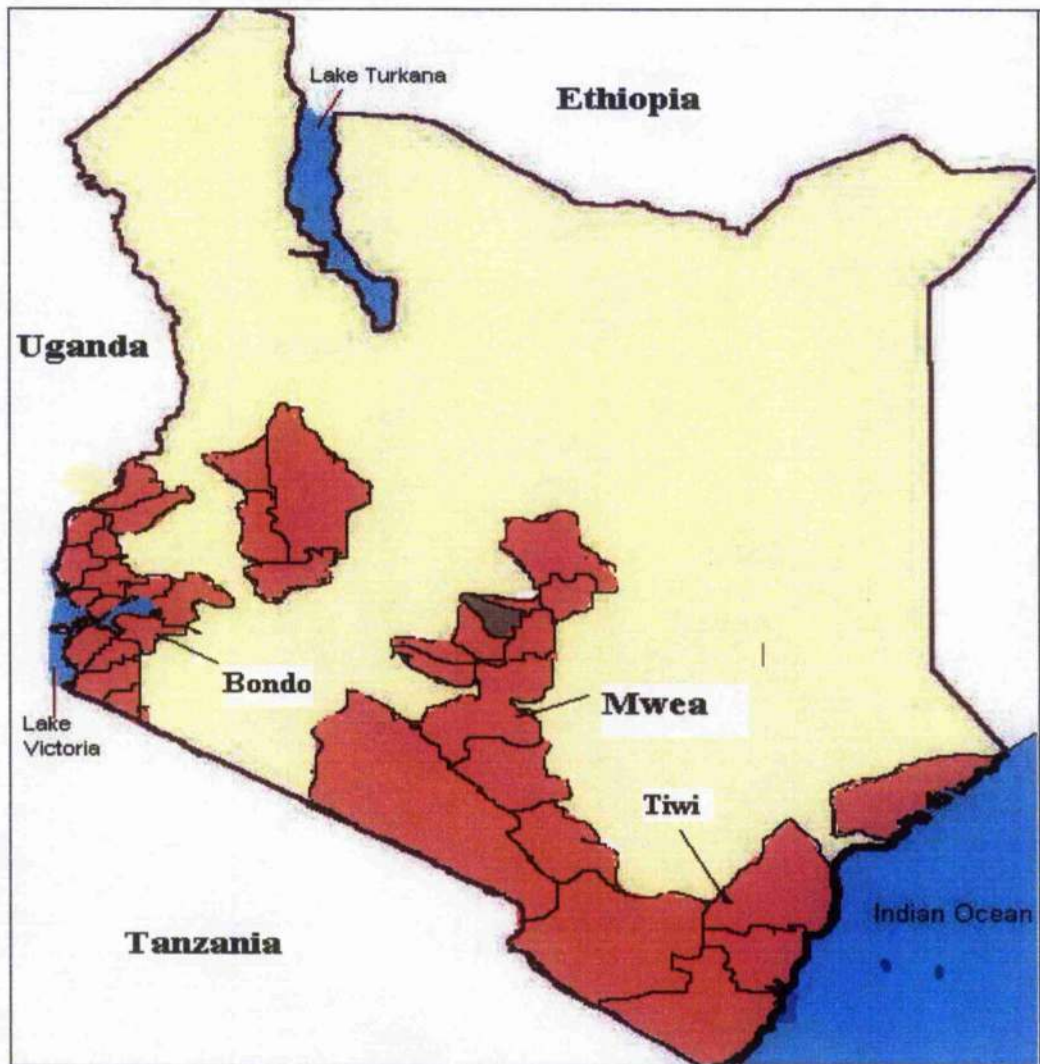 Lake Turkana
Ethiopia
Uganda
Bondo
Mwea
Lake
Victoria
Tiwi
Indian Ocean
Tanzania